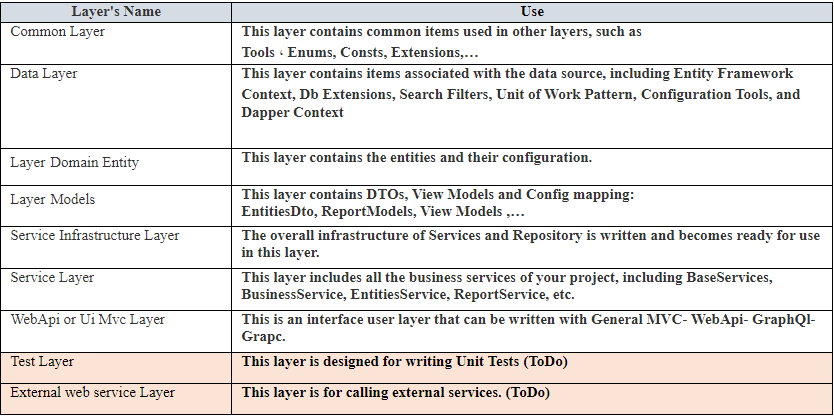 Layer's Name
Use
Common Layer
This layer contains common items used in other layers, such as
Tools ، Enums, Consts, Extensions,…
Data Layer
This layer contains items associated with the data source, including Entity Framework
Context, Db Extensions, Search Filters, Unit of Work Pattern, Configuration Tools, and
Dapper Context
Layer Domain Entity
This layer contains the entities and their configuration.
Layer Models
This layer contains DTOs, View Models and Config mapping:
EntitiesDto, ReportModels, View Models ,…
Service Infrastructure Layer
The overall infrastructure of Services and Repository is written and becomes ready for use
in this layer.
Service Layer
This layer includes all the business services of your project, including BaseServices,
BusinessService, EntitiesService, ReportService, etc.
WebApi or Ui Mvc Layer
This is an interface user layer that can be written with General MVC- WebApi- GraphQl-
Grapc.
Test Layer
This layer is designed for writing Unit Tests (ToDo)
External web service Layer
This layer is for calling external services. (ToDo)